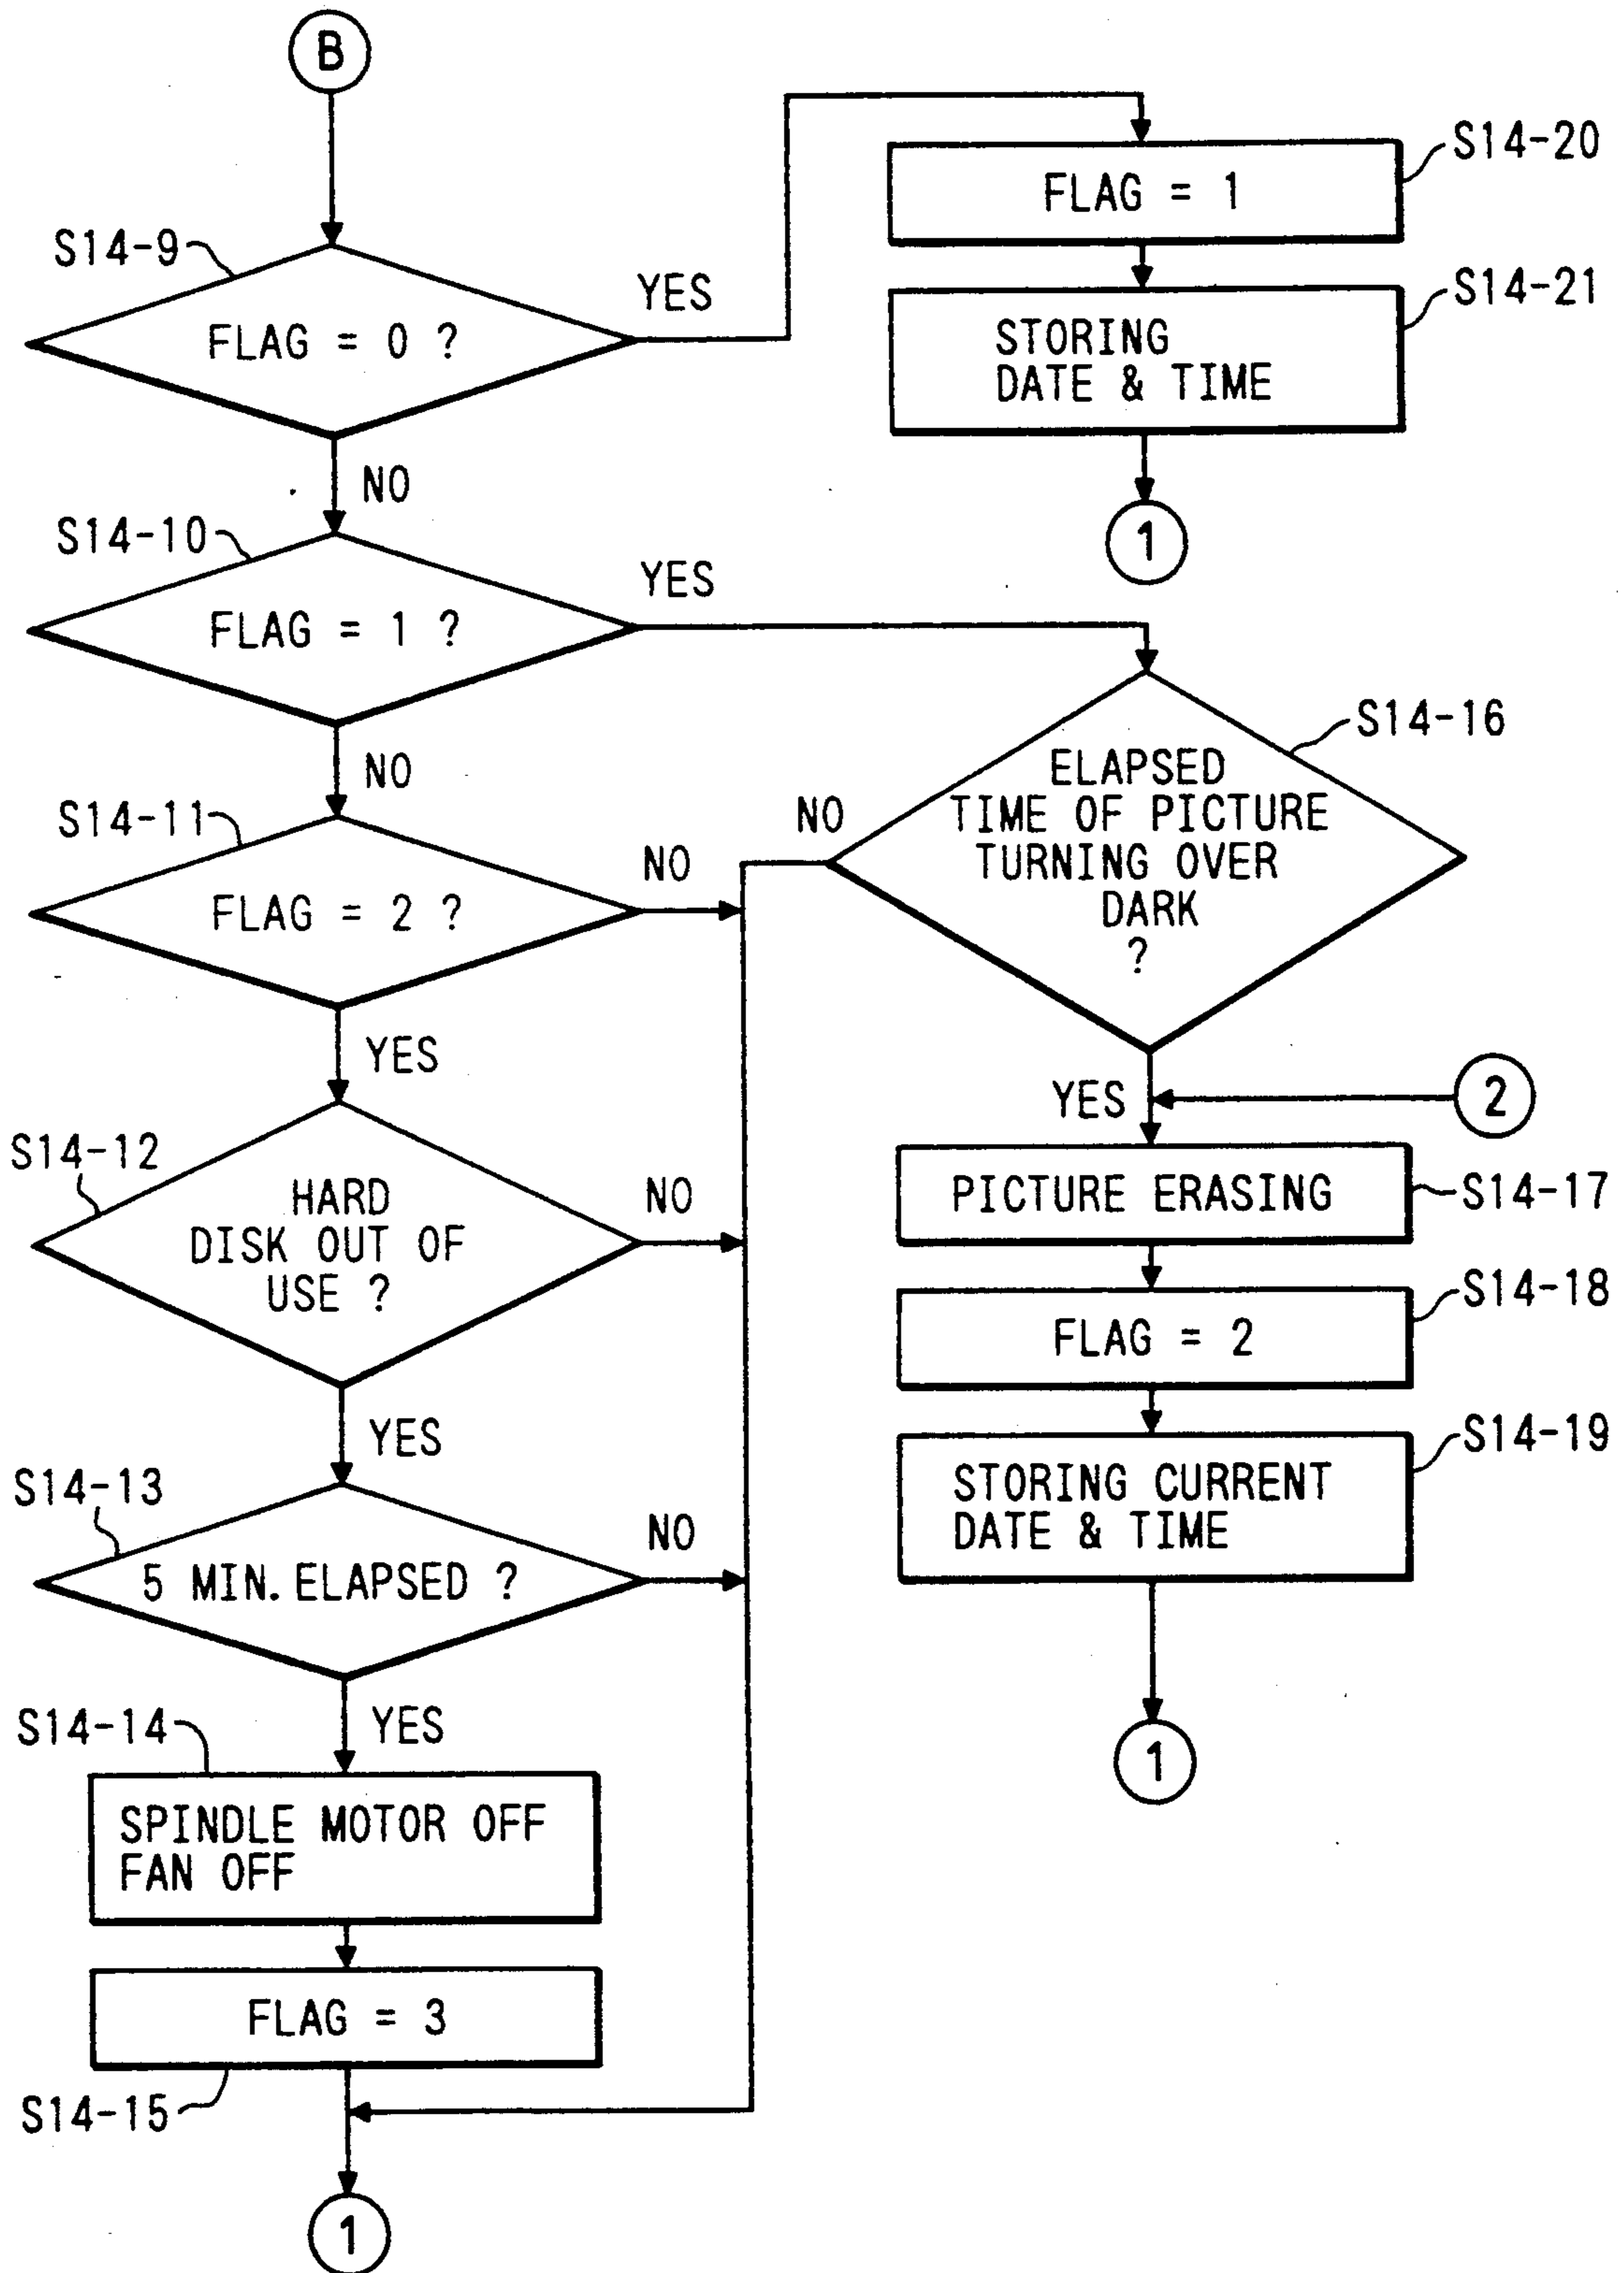 B
S14-9
FLAG = 0 ?
YES
NO
S14-20
FLAG = 1
S14-21
STORING
DATE & TIME
1
S14-10
FLAG = 1 ?
YES
NO
S14-11
FLAG = 2 ?
NO
YES
S14-16
ELAPSED
TIME OF PICTURE
TURNING OVER
DARK
?
NO
YES
2
S14-12
HARD
DISK OUT OF
USE ?
NO
YES
PICTURE ERASING
S14-17
FLAG = 2
S14-18
STORING CURRENT
DATE & TIME
S14-19
1
S14-13
5 MIN. ELAPSED ?
NO
YES
S14-14
SPINDLE MOTOR OFF
FAN OFF
FLAG = 3
S14-15
1